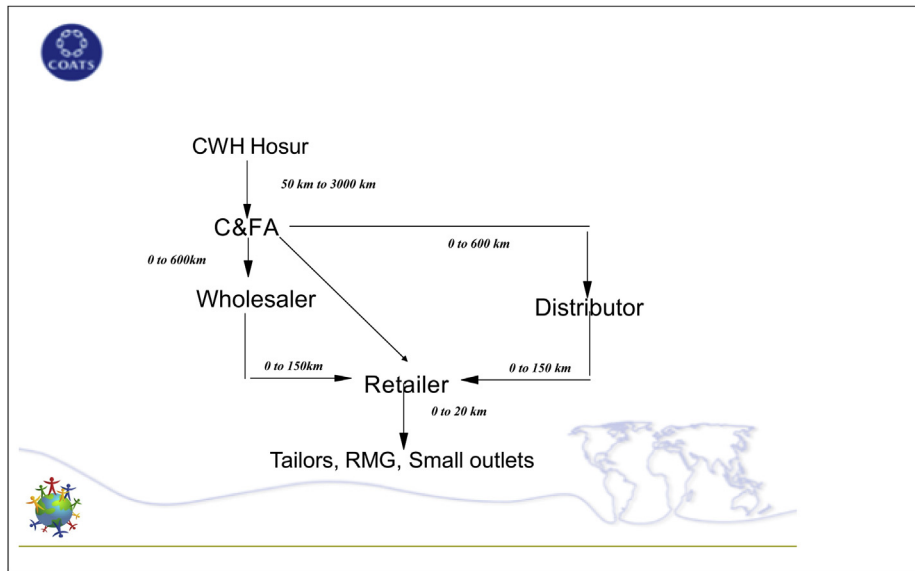 COATS
CWH Hosur
50 km to 3000 km
C&FA
0 to 600 km
0 to 600km
Wholesaler
Distributor
0 to 150km
0 to 150 km
Retailer
0 to 20 km
Tailors, RMG, Small outlets